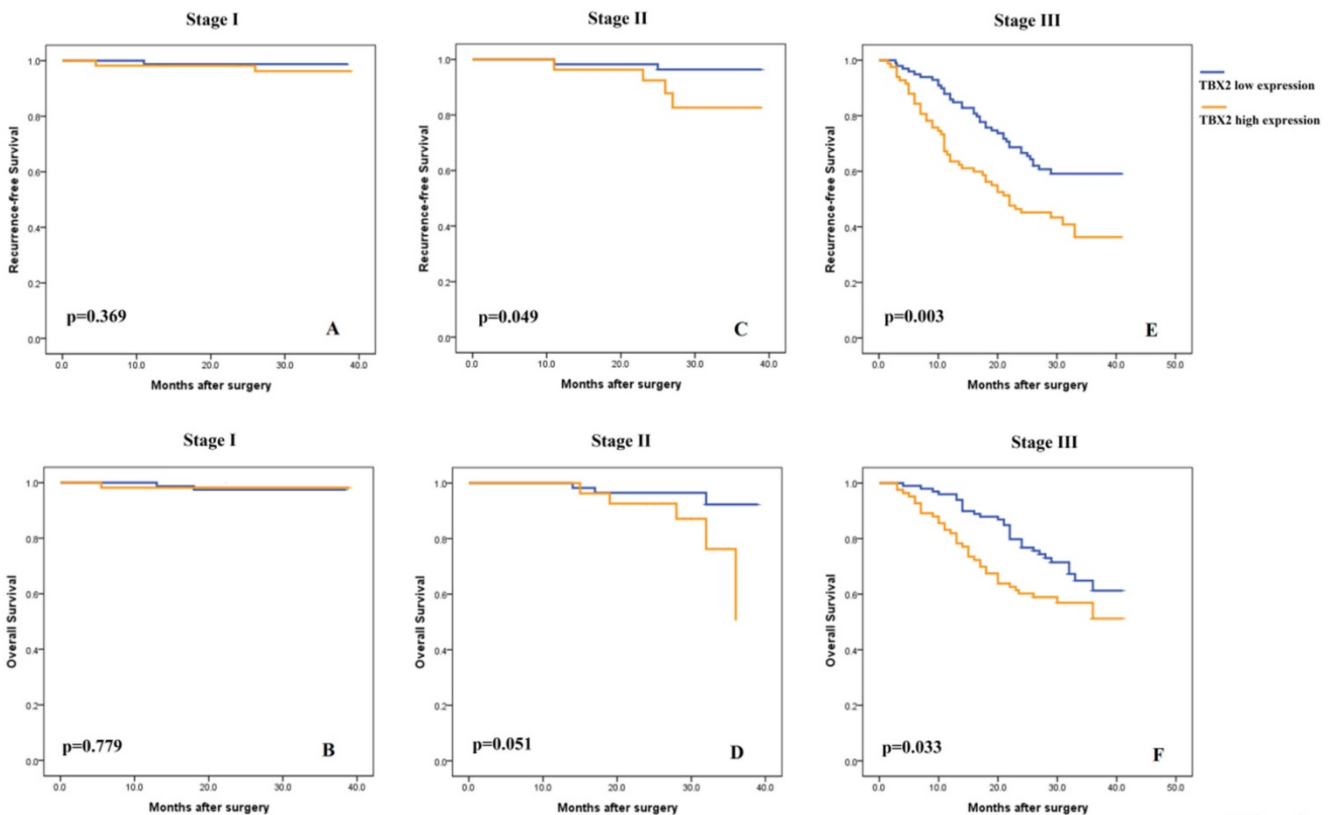 Stage I
1.0
0.8
0.6
0.4
0.2
0.0
Recurrence-free Survival
p=0.369
A
0.0 10.0 20.0 30.0 40.0
Months after surgery
Stage II
1.0
0.8
0.6
0.4
0.2
0.0
Recurrence-free Survival
p=0.049
C
0.0 10.0 20.0 30.0 40.0
Months after surgery
Stage III
1.0
0.8
0.6
0.4
0.2
0.0
Recurrence-free Survival
p=0.003
E
0.0 10.0 20.0 30.0 40.0 50.0
Months after surgery
TBX2 low expression
TBX2 high expression
Stage I
1.0
0.8
0.6
0.4
0.2
0.0
Overall Survival
p=0.779
B
0.0 10.0 20.0 30.0 40.0
Months after surgery
Stage II
1.0
0.8
0.6
0.4
0.2
0.0
Overall Survival
p=0.051
D
0.0 10.0 20.0 30.0 40.0
Months after surgery
Stage III
1.0
0.8
0.6
0.4
0.2
0.0
Overall Survival
p=0.033
F
0.0 10.0 20.0 30.0 40.0 50.0
Months after surgery